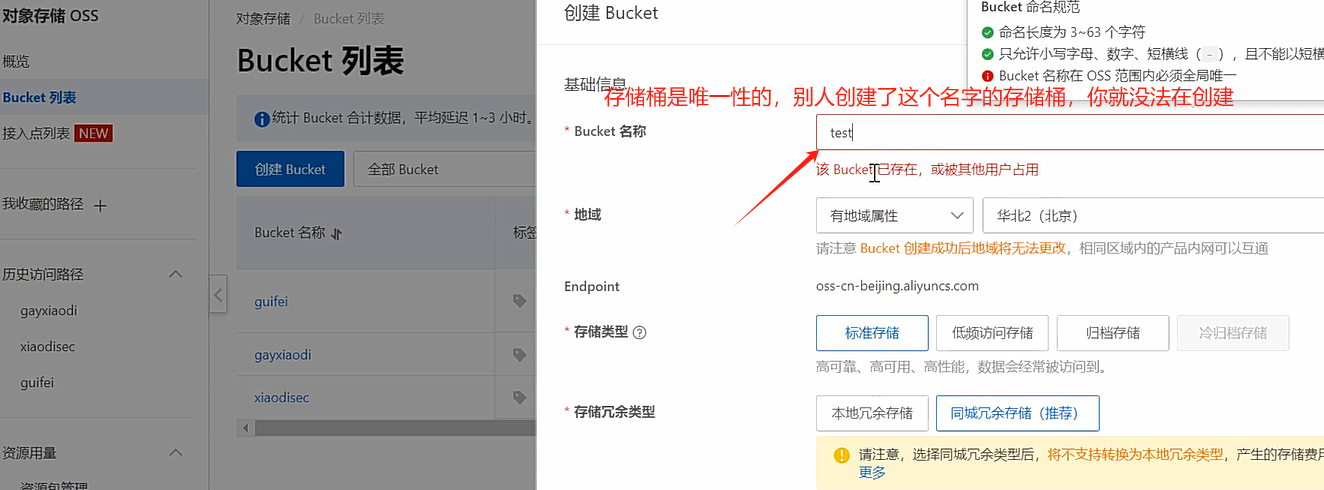 对象存储 OSS
概览
Bucket 列表
接入点列表 NEW
我收藏的路径
历史访问路径
gayxiaodi
xiaodisec
guifei
资源用量
资源包管理
对象存储 / Bucket 列表
Bucket 列表
统计 Bucket 合计数据，平均延迟 1~3 小时。
创建 Bucket
全部 Bucket
Bucket 名称
标签
guifei
gayxiaodi
xiaodisec
创建 Bucket
Bucket 命名规范
命名长度为 3~63 个字符
只允许小写字母、数字、短横线（ - ），且不能以短横
Bucket 名称在 OSS 范围内必须全局唯一
基础信息
存储桶是唯一性的，别人创建了这个名字的存储桶，你就没法在创建
* Bucket 名称
test
该 Bucket 已存在，或被其他用户占用
* 地域
有地域属性
华北2（北京）
请注意 Bucket 创建成功后地域将无法更改，相同区域内的产品内网可以互通
Endpoint
oss-cn-beijing.aliyuncs.com
* 存储类型
标准存储
低频访问存储
归档存储
冷归档存储
高可靠、高可用、高性能，数据会经常被访问到。
* 存储冗余类型
本地冗余存储
同城冗余存储（推荐）
请注意，选择同城冗余类型后，将不支持转换为本地冗余类型，产生的存储费用
更多